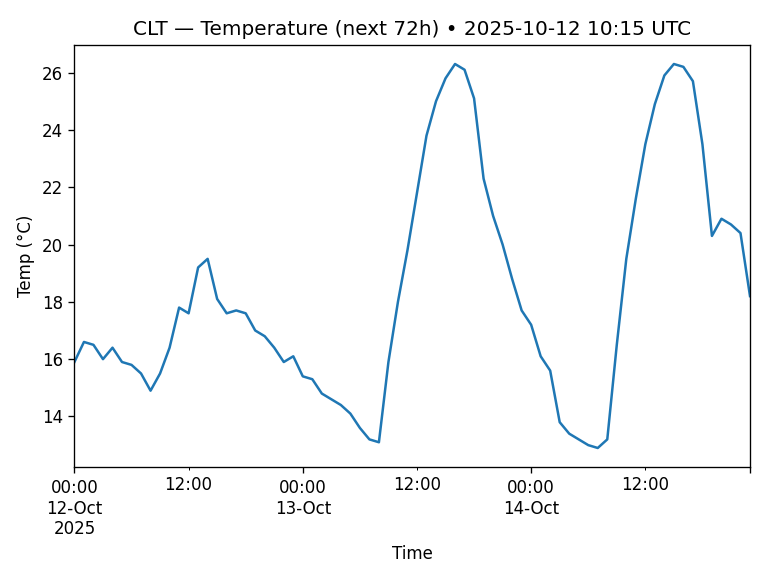 CLT — Temperature (next 72h) • 2025-10-12 10:15 UTC
26
24
22
20
18
16
14
Temp (°C)
00:00 12:00 00:00 12:00 00:00 12:00
12-Oct 13-Oct 14-Oct
2025
Time